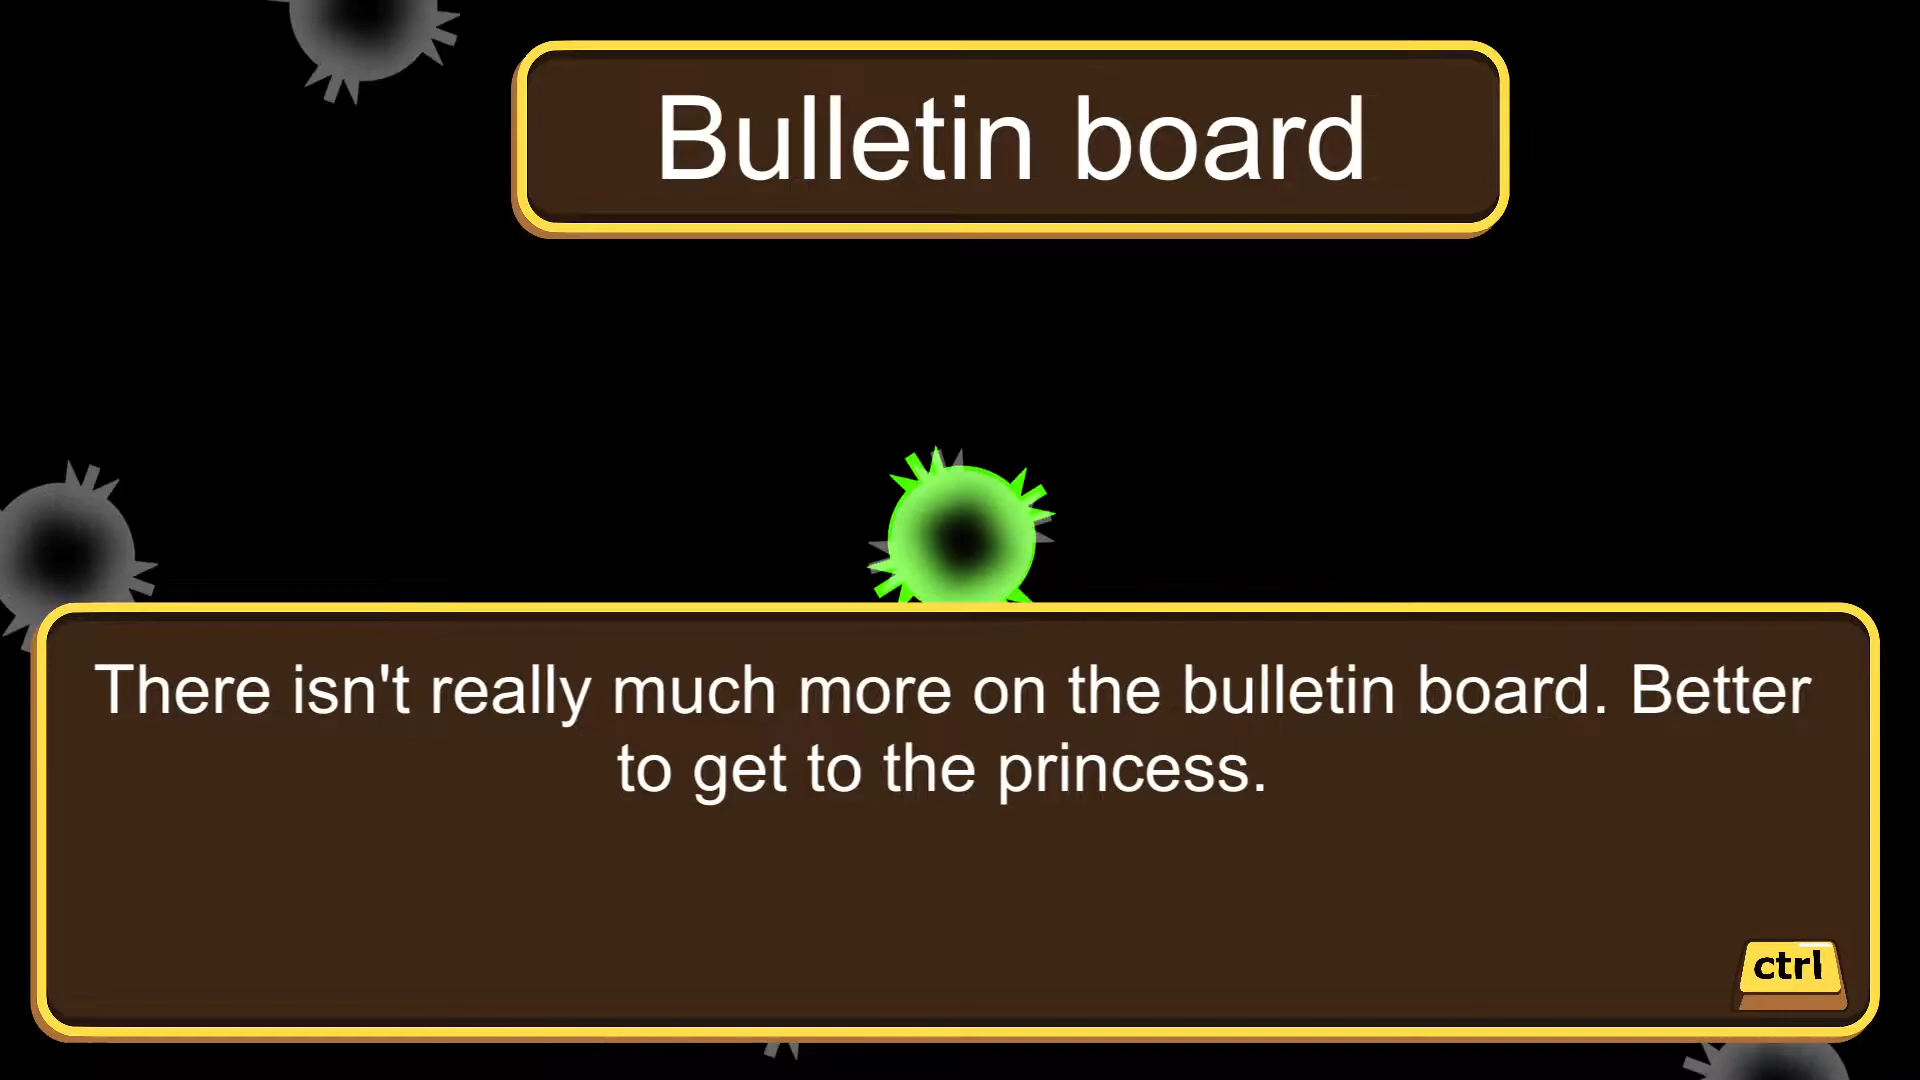 Bulletin board
There isn't really much more on the bulletin board. Better
to get to the princess.
ctrl